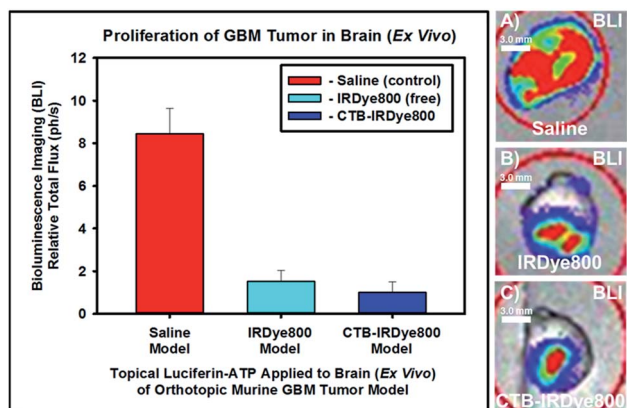 Proliferation of GBM Tumor in Brain (Ex Vivo)
Bioluminescence Imaging (BLI)
Relative Total Flux (ph/s)
12
10
8
6
4
2
0
- Saline (control)
- IRDye800 (free)
- CTB-IRDye800
Saline Model
IRDye800 Model
CTB-IRDye800 Model
Topical Luciferin-ATP Applied to Brain (Ex Vivo)
of Orthotopic Murine GBM Tumor Model
A) BLI
3.0 mm
Saline
B) BLI
3.0 mm
IRDye800
C) BLI
3.0 mm
CTB-IRDye800